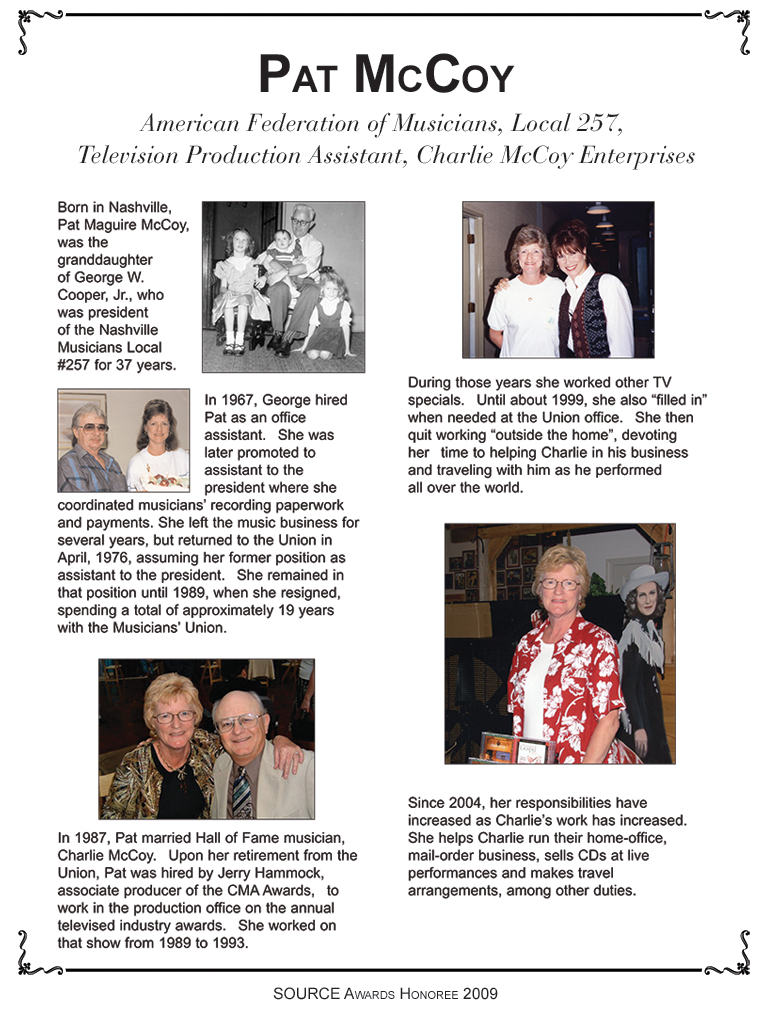 PAT MCCOY
American Federation of Musicians, Local 257,
Television Production Assistant, Charlie McCoy Enterprises
Born in Nashville,
Pat Maguire McCoy,
was the
granddaughter
of George W.
Cooper, Jr., who
was president
of the Nashville
Musicians Local
#257 for 37 years.
In 1967, George hired
Pat as an office
assistant. She was
later promoted to
assistant to the
president where she
coordinated musicians' recording paperwork
and payments. She left the music business for
several years, but returned to the Union in
April, 1976, assuming her former position as
assistant to the president. She remained in
that position until 1989, when she resigned,
spending a total of approximately 19 years
with the Musicians' Union.
In 1987, Pat married Hall of Fame musician,
Charlie McCoy. Upon her retirement from the
Union, Pat was hired by Jerry Hammock,
associate producer of the CMA Awards, to
work in the production office on the annual
televised industry awards. She worked on
that show from 1989 to 1993.
During those years she worked other TV
specials. Until about 1999, she also “filled in”
when needed at the Union office. She then
quit working “outside the home”, devoting
her time to helping Charlie in his business
and traveling with him as he performed
all over the world.
Since 2004, her responsibilities have
increased as Charlie's work has increased.
She helps Charlie run their home-office,
mail-order business, sells CDs at live
performances and makes travel
arrangements, among other duties.
SOURCE AWARDS HONOREE 2009